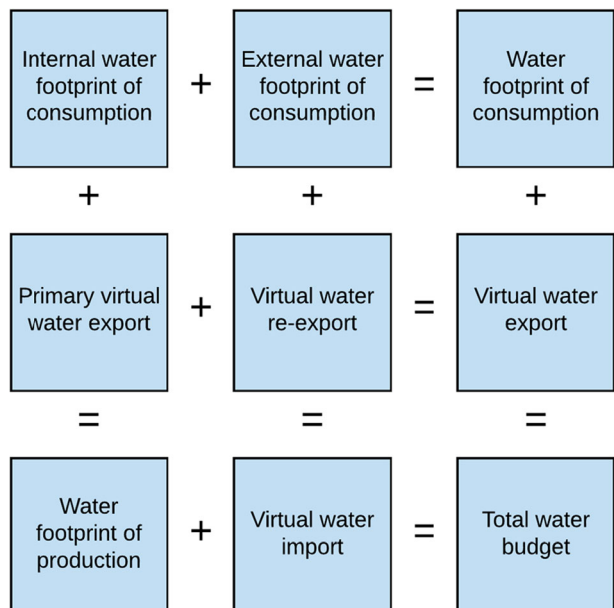 Internal water
footprint of
consumption
+
External water
footprint of
consumption
=
Water
footprint of
consumption
+
+
+
Primary virtual
water export
+
Virtual water
re-export
=
Virtual water
export
=
=
=
Water
footprint of
production
+
Virtual water
import
=
Total water
budget